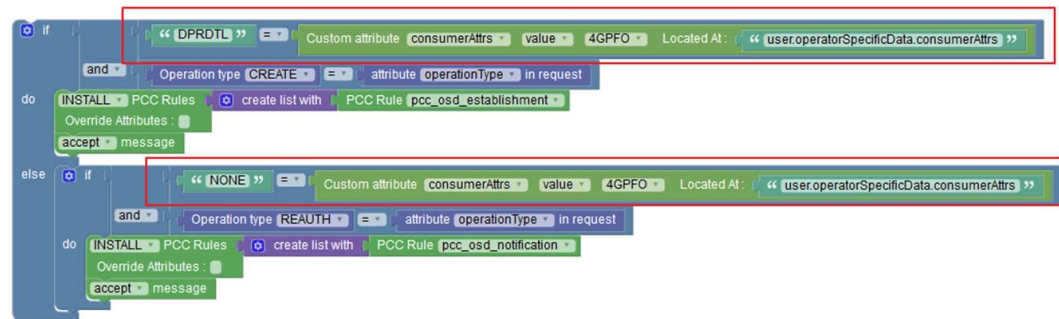 if “ DPRDTL ” = Custom attribute consumerAttrs value 4GPFO Located At : “ user.operatorSpecificData.consumerAttrs ”
and Operation type CREATE = attribute operationType in request
do INSTALL PCC Rules create list with PCC Rule pcc_osd_establishment
Override Attributes :
accept message
else if “ NONE ” = Custom attribute consumerAttrs value 4GPFO Located At : “ user.operatorSpecificData.consumerAttrs ”
and Operation type REAUTH = attribute operationType in request
do INSTALL PCC Rules create list with PCC Rule pcc_osd_notification
Override Attributes :
accept message